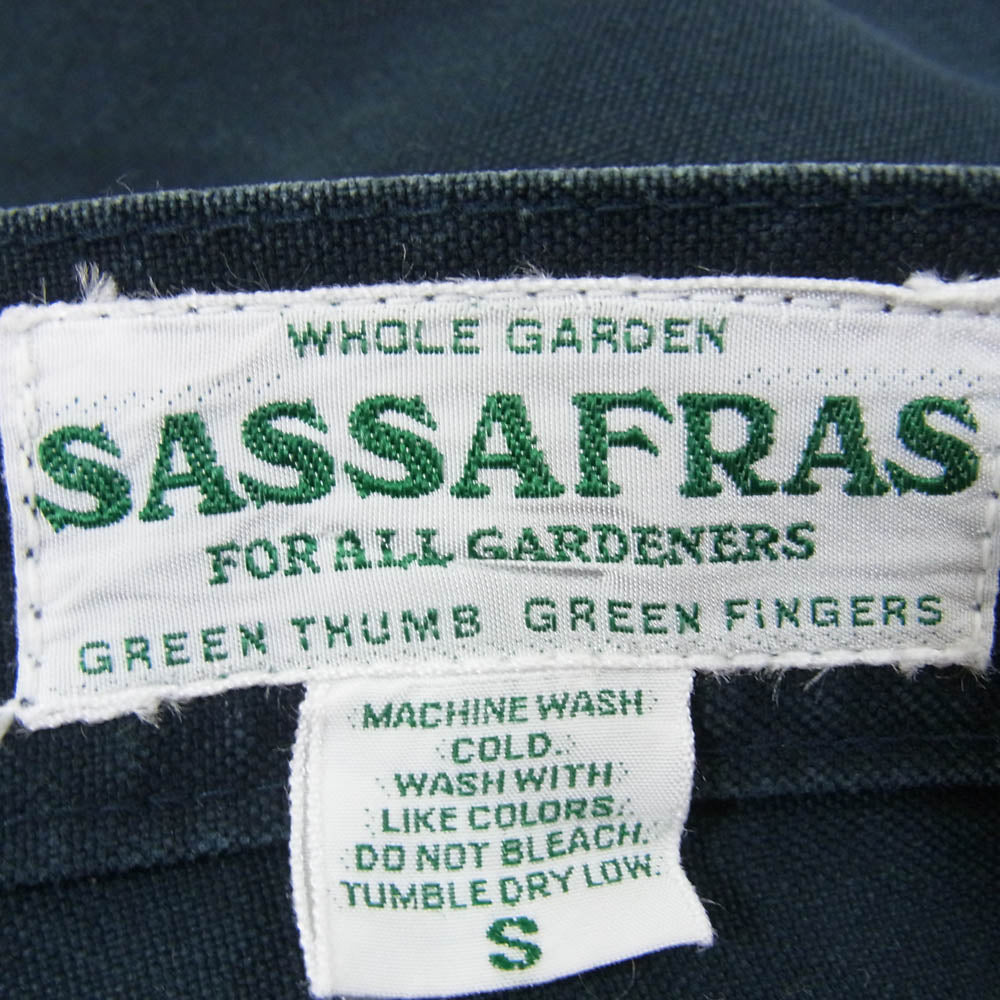 WHOLE GARDEN
SASSAFRAS
FOR ALL GARDENERS
GREEN THUMB GREEN FINGERS
MACHINE WASH
COLD.
WASH WITH
LIKE COLORS.
DO NOT BLEACH.
TUMBLE DRY LOW.
S